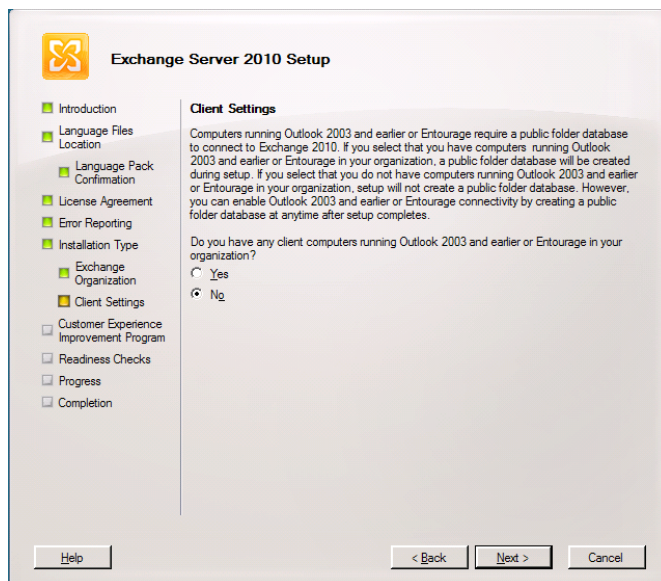 Exchange Server 2010 Setup
Introduction
Language Files
Location
Language Pack
Confirmation
License Agreement
Error Reporting
Installation Type
Exchange
Organization
Client Settings
Customer Experience
Improvement Program
Readiness Checks
Progress
Completion
Client Settings
Computers running Outlook 2003 and earlier or Entourage require a public folder database
to connect to Exchange 2010. If you select that you have computers running Outlook
2003 and earlier or Entourage in your organization, a public folder database will be created
during setup. If you select that you do not have computers running Outlook 2003 and earlier
or Entourage in your organization, setup will not create a public folder database. However,
you can enable Outlook 2003 and earlier or Entourage connectivity by creating a public
folder database at anytime after setup completes.
Do you have any client computers running Outlook 2003 and earlier or Entourage in your
organization?
Yes
No
Help
< Back
Next >
Cancel